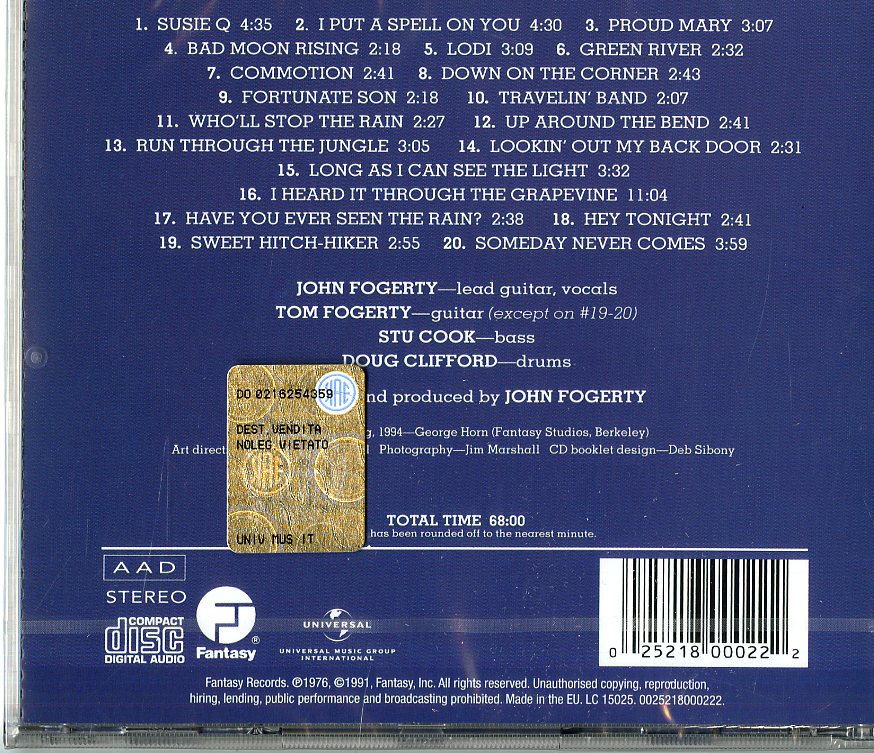 1. SUSIE Q 4:35 2. I PUT A SPELL ON YOU 4:30 3. PROUD MARY 3:07
4. BAD MOON RISING 2:18 5. LODI 3:09 6. GREEN RIVER 2:32
7. COMMOTION 2:41 8. DOWN ON THE CORNER 2:43
9. FORTUNATE SON 2:18 10. TRAVELIN' BAND 2:07
11. WHO'LL STOP THE RAIN 2:27 12. UP AROUND THE BEND 2:41
13. RUN THROUGH THE JUNGLE 3:05 14. LOOKIN' OUT MY BACK DOOR 2:31
15. LONG AS I CAN SEE THE LIGHT 3:32
16. I HEARD IT THROUGH THE GRAPEVINE 11:04
17. HAVE YOU EVER SEEN THE RAIN? 2:38 18. HEY TONIGHT 2:41
19. SWEET HITCH-HIKER 2:55 20. SOMEDAY NEVER COMES 3:59
JOHN FOGERTY—lead guitar, vocals
TOM FOGERTY—guitar (except on #19-20)
STU COOK—bass
DOUG CLIFFORD—drums
nd produced by JOHN FOGERTY
DO 0216254359
DEST.VENDITA
NOLEG.VIETATO
UNIV MUS IT
g, 1994—George Horn (Fantasy Studios, Berkeley)
Art direct l Photography—Jim Marshall CD booklet design—Deb Sibony
TOTAL TIME 68:00
has been rounded off to the nearest minute.
AAD
STEREO
COMPACT
disc
DIGITAL AUDIO
Fantasy®
UNIVERSAL
UNIVERSAL MUSIC GROUP
INTERNATIONAL
0 25218 00022 2
Fantasy Records. ℗1976, ©1991, Fantasy, Inc. All rights reserved. Unauthorised copying, reproduction,
hiring, lending, public performance and broadcasting prohibited. Made in the EU. LC 15025. 0025218000222.